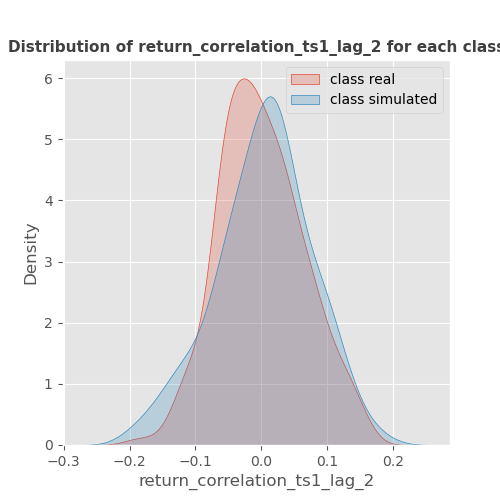 Distribution of return_correlation_ts1_lag_2 for each class
class real
class simulated
Density
6
5
4
3
2
1
0
−0.3 −0.2 −0.1 0.0 0.1 0.2
return_correlation_ts1_lag_2